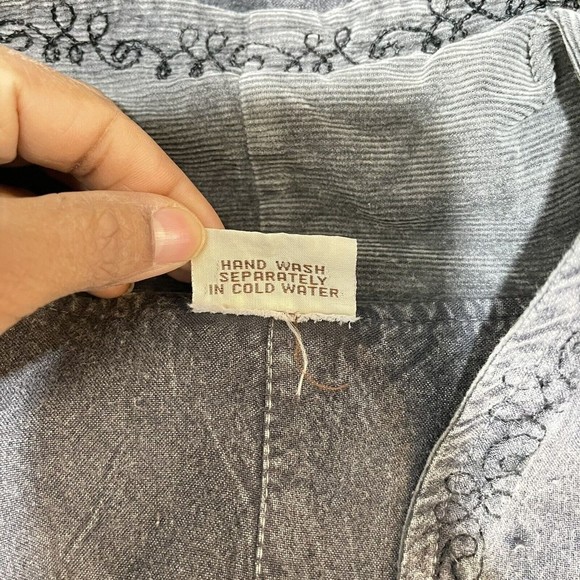 HAND WASH
SEPARATELY
IN COLD WATER